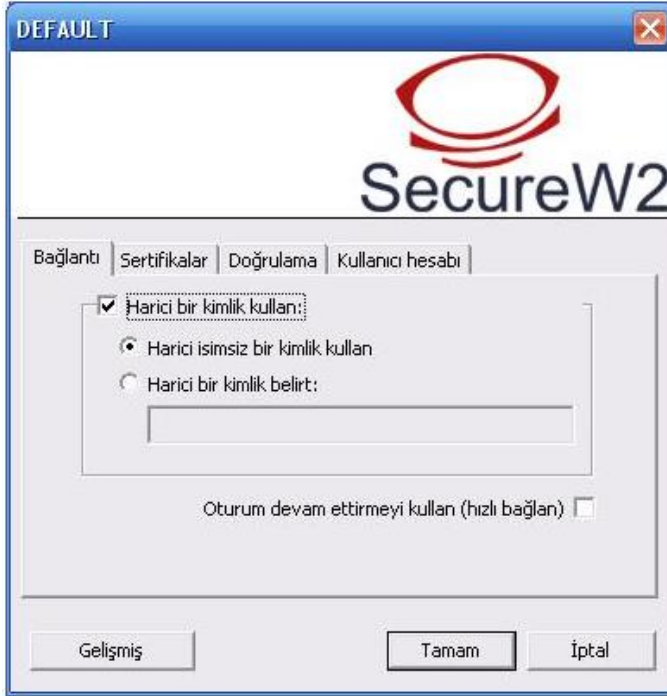 DEFAULT
SecureW2
Bağlantı
Sertifikalar
Doğrulama
Kullanıcı hesabı
Harici bir kimlik kullan:
Harici isimsiz bir kimlik kullan
Harici bir kimlik belirt:
Oturum devam ettirmeyi kullan (hızlı bağlan)
Gelişmiş
Tamam
İptal